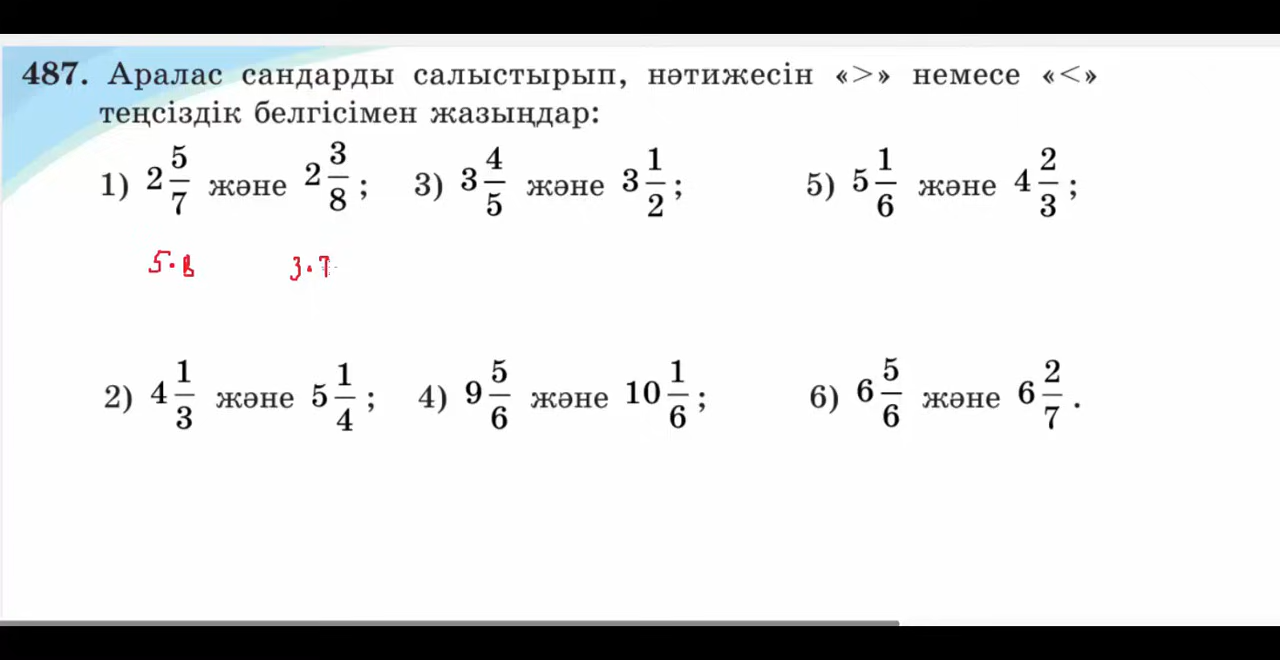 487. Аралас сандарды салыстырып, нәтижесін «>» немесе «<»
теңсіздік белгісімен жазыңдар:
1) 2 5/7 және 2 3/8 ; 3) 3 4/5 және 3 1/2 ; 5) 5 1/6 және 4 2/3 ;
5·8 3·7
2) 4 1/3 және 5 1/4 ; 4) 9 5/6 және 10 1/6 ; 6) 6 5/6 және 6 2/7 .